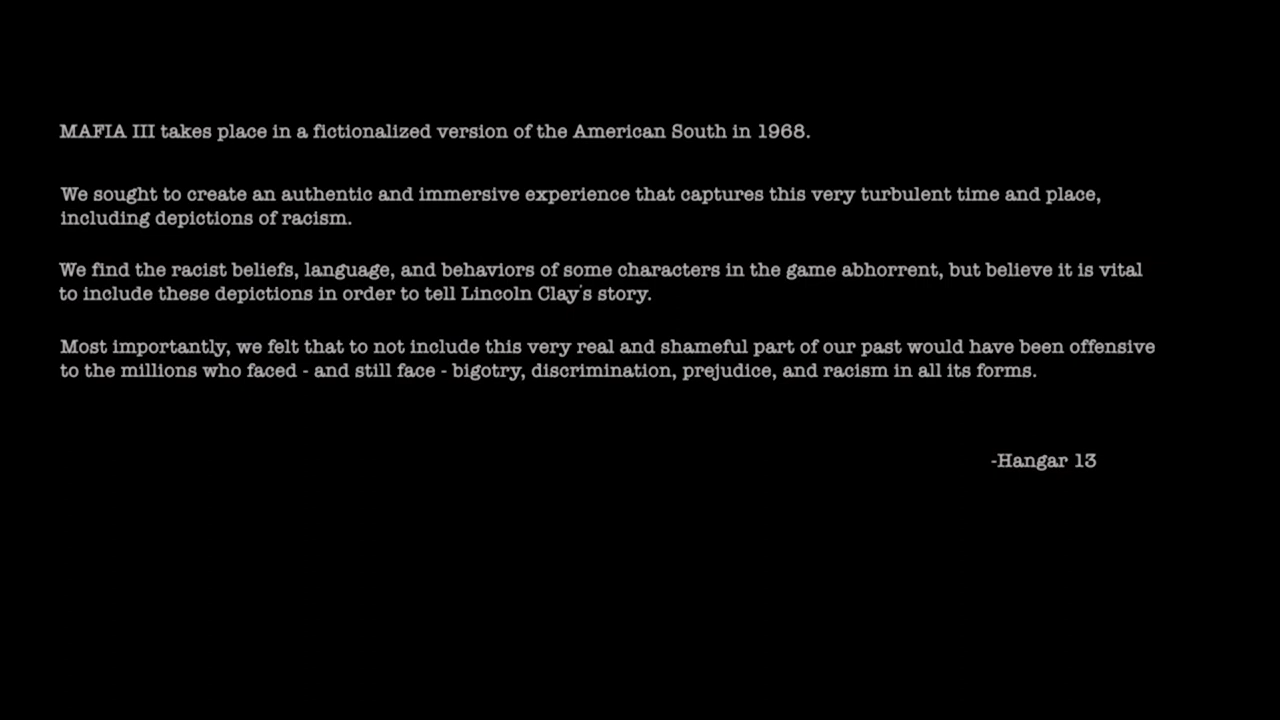 MAFIA III takes place in a fictionalized version of the American South in 1968.
We sought to create an authentic and immersive experience that captures this very turbulent time and place,
including depictions of racism.
We find the racist beliefs, language, and behaviors of some characters in the game abhorrent, but believe it is vital
to include these depictions in order to tell Lincoln Clay's story.
Most importantly, we felt that to not include this very real and shameful part of our past would have been offensive
to the millions who faced - and still face - bigotry, discrimination, prejudice, and racism in all its forms.
-Hangar 13